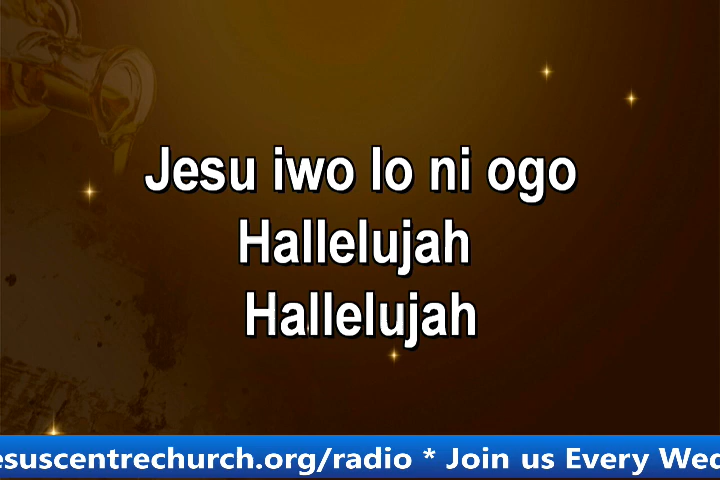 Jesu iwo lo ni ogo
Hallelujah
Hallelujah
esuscentrechurch.org/radio * Join us Every Wed